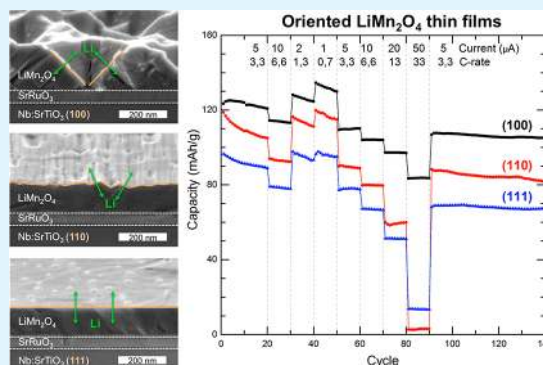 Oriented LiMn₂O₄ thin films
Li
LiMn₂O₄
SrRuO₃
Nb:SrTiO₃ (100)
200 nm
LiMn₂O₄
Li
SrRuO₃
Nb:SrTiO₃ (110)
200 nm
LiMn₂O₄
Li
SrRuO₃
Nb:SrTiO₃ (111)
200 nm
5 10 2 1 5 10 20 50 5 Current (µA)
3,3 6,6 1,3 0,7 3,3 6,6 13 33 3,3 C-rate
160
120
80
40
0
Capacity (mAh/g)
(100)
(110)
(111)
0 20 40 60 80 100 120 140
Cycle